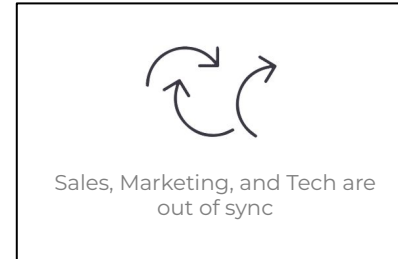 Sales, Marketing, and Tech are
out of sync